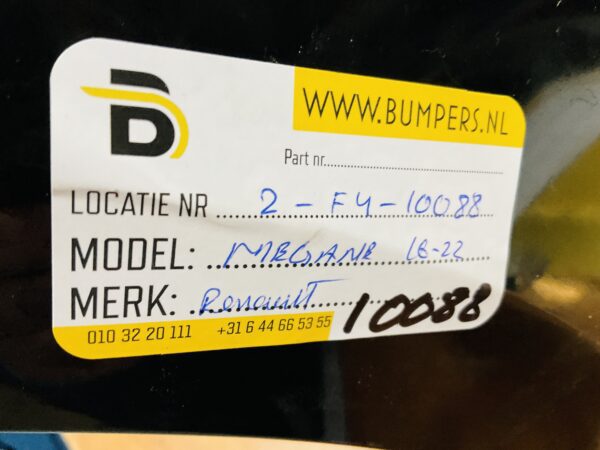 B
WWW.BUMPERS.NL
Part nr.
LOCATIE NR 2 - F4 - 10088
MODEL: MEGANE 16-22
MERK: Renault
10088
010 32 20 111 +31 6 44 66 53 55